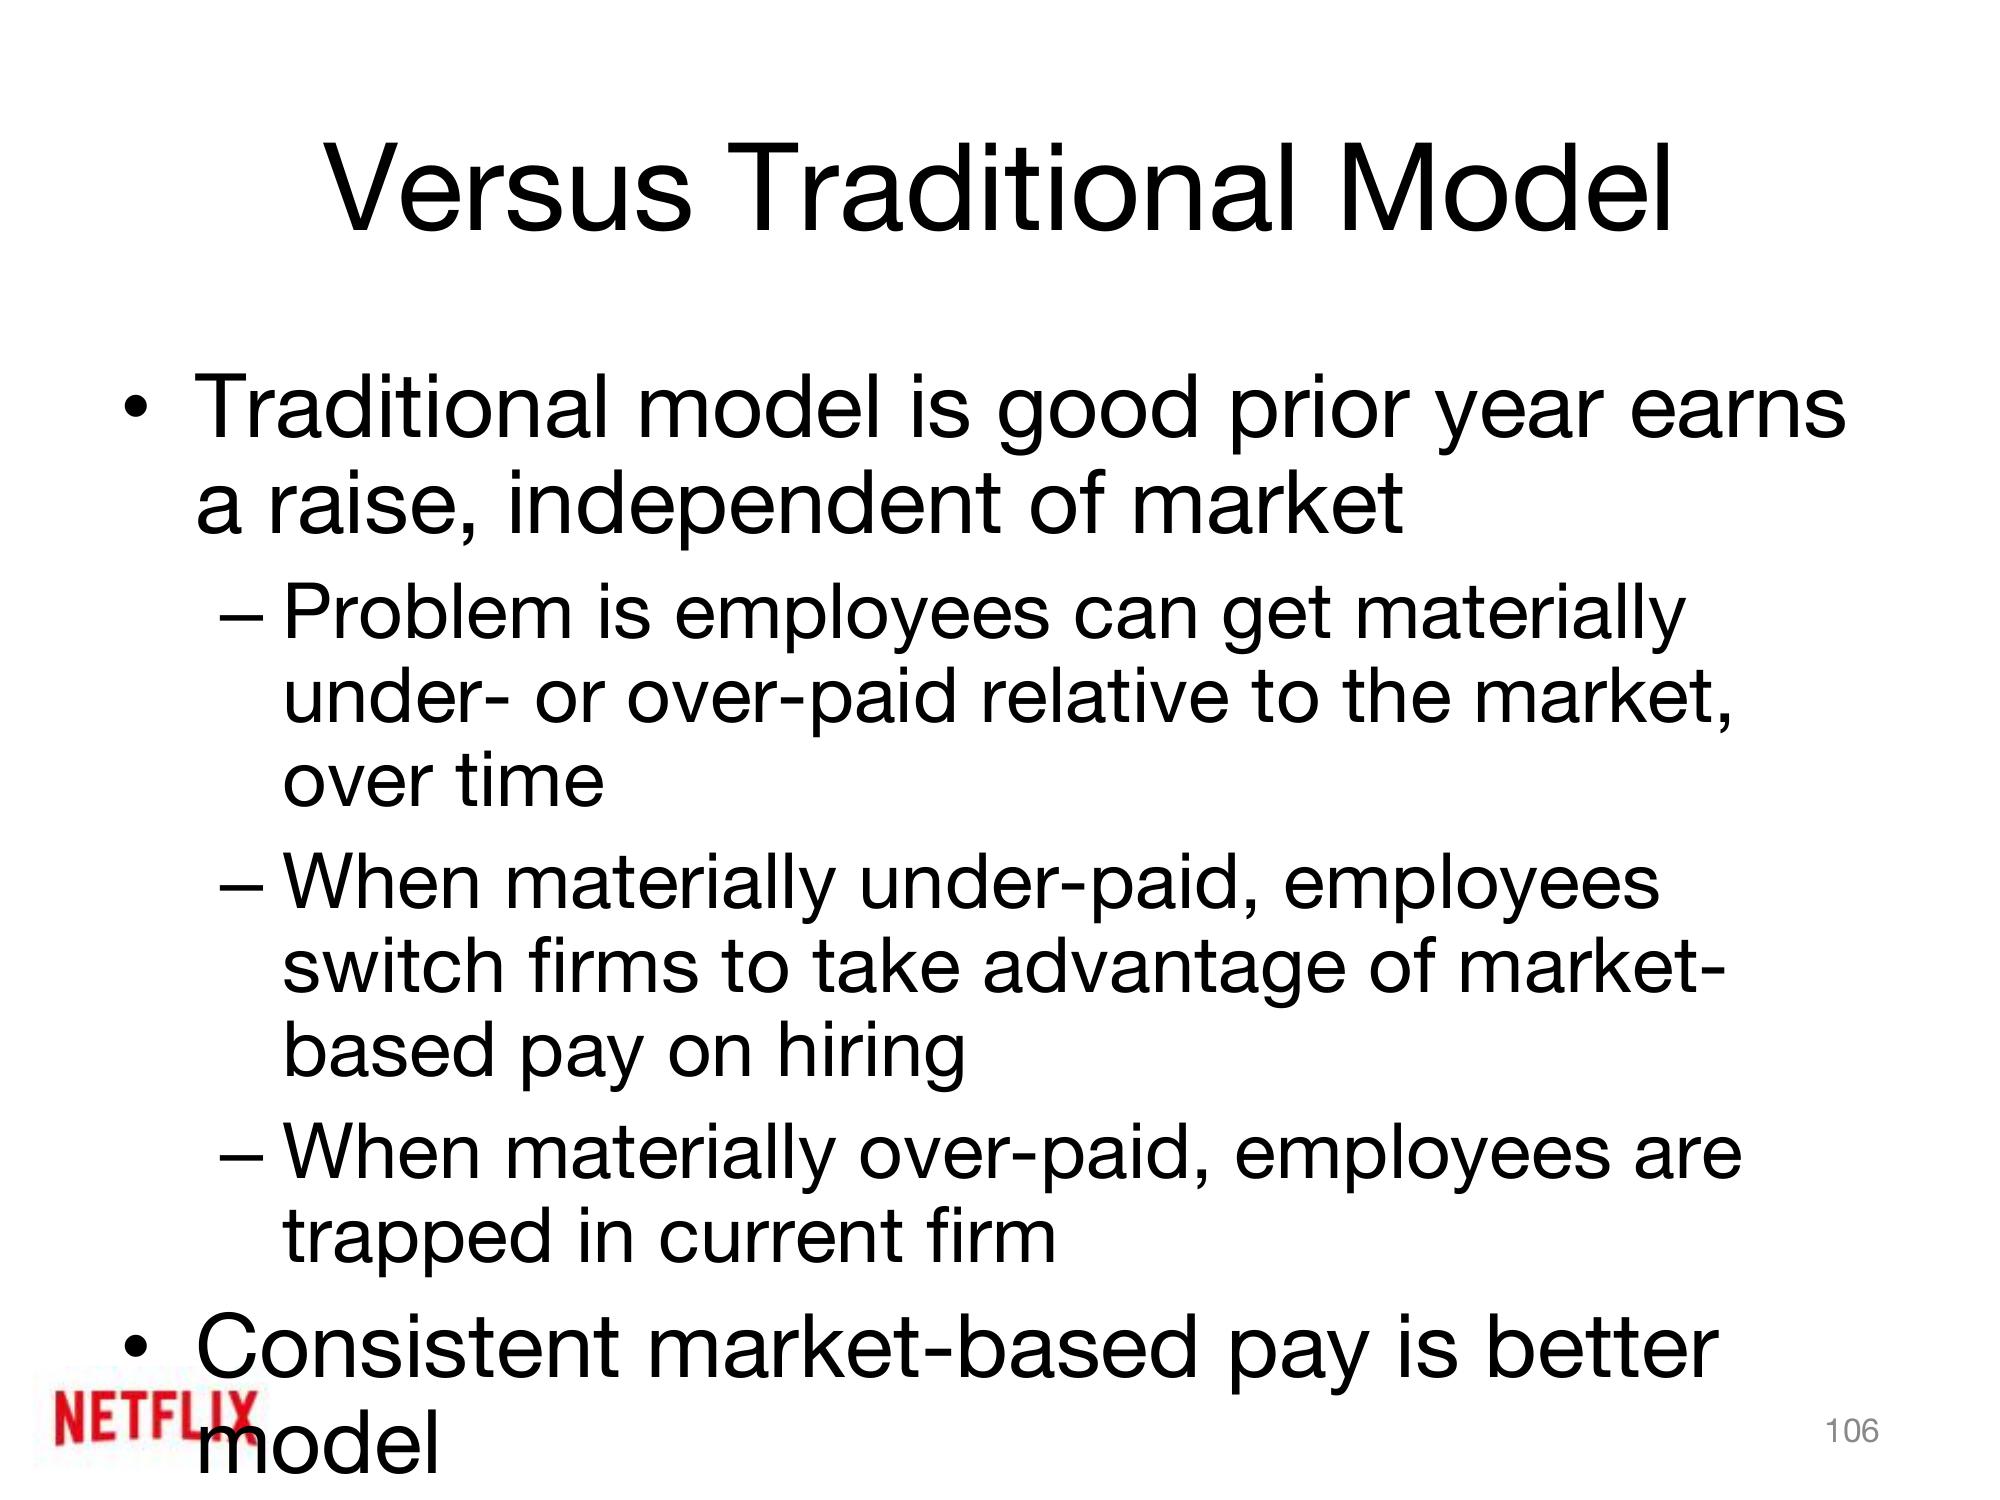 Versus Traditional Model
• Traditional model is good prior year earns
a raise, independent of market
– Problem is employees can get materially
under- or over-paid relative to the market,
over time
– When materially under-paid, employees
switch firms to take advantage of market-
based pay on hiring
– When materially over-paid, employees are
trapped in current firm
• Consistent market-based pay is better
model
NETFLIX
106